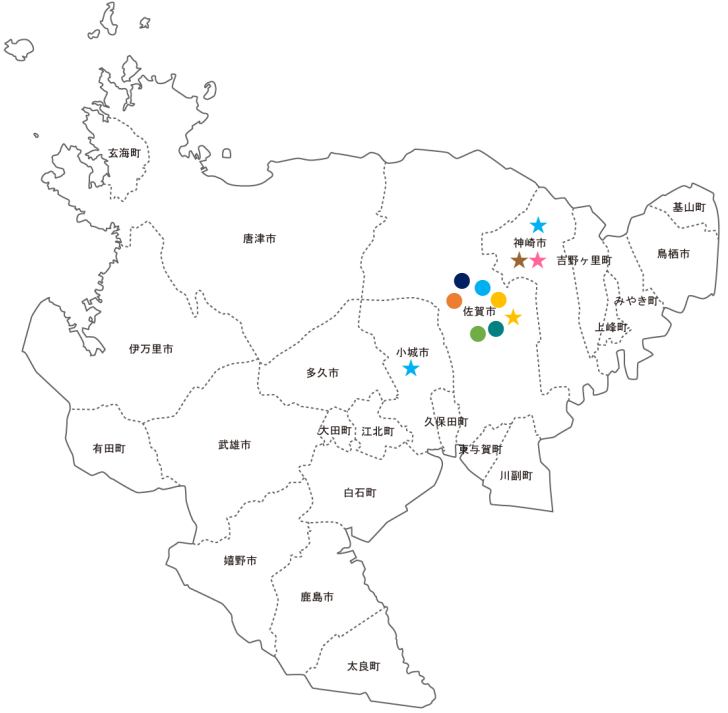 玄海町
基山町
唐津市
神崎市
鳥栖市
吉野ヶ里町
みやき町
佐賀市
上峰町
伊万里市
小城市
多久市
久保田町
大田町
江北町
有田町
武雄市
東与賀町
川副町
白石町
嬉野市
鹿島市
太良町